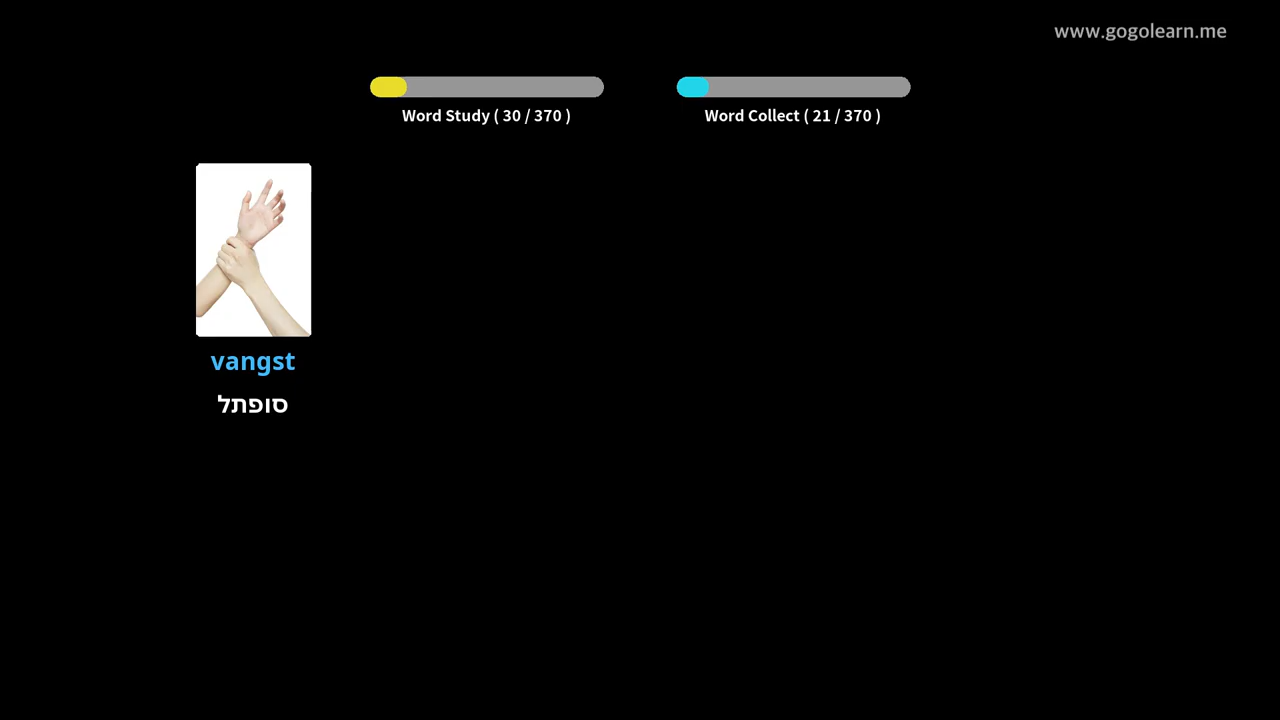 www.gogolearn.me
Word Study ( 30 / 370 )
Word Collect ( 21 / 370 )
vangst
סופתל